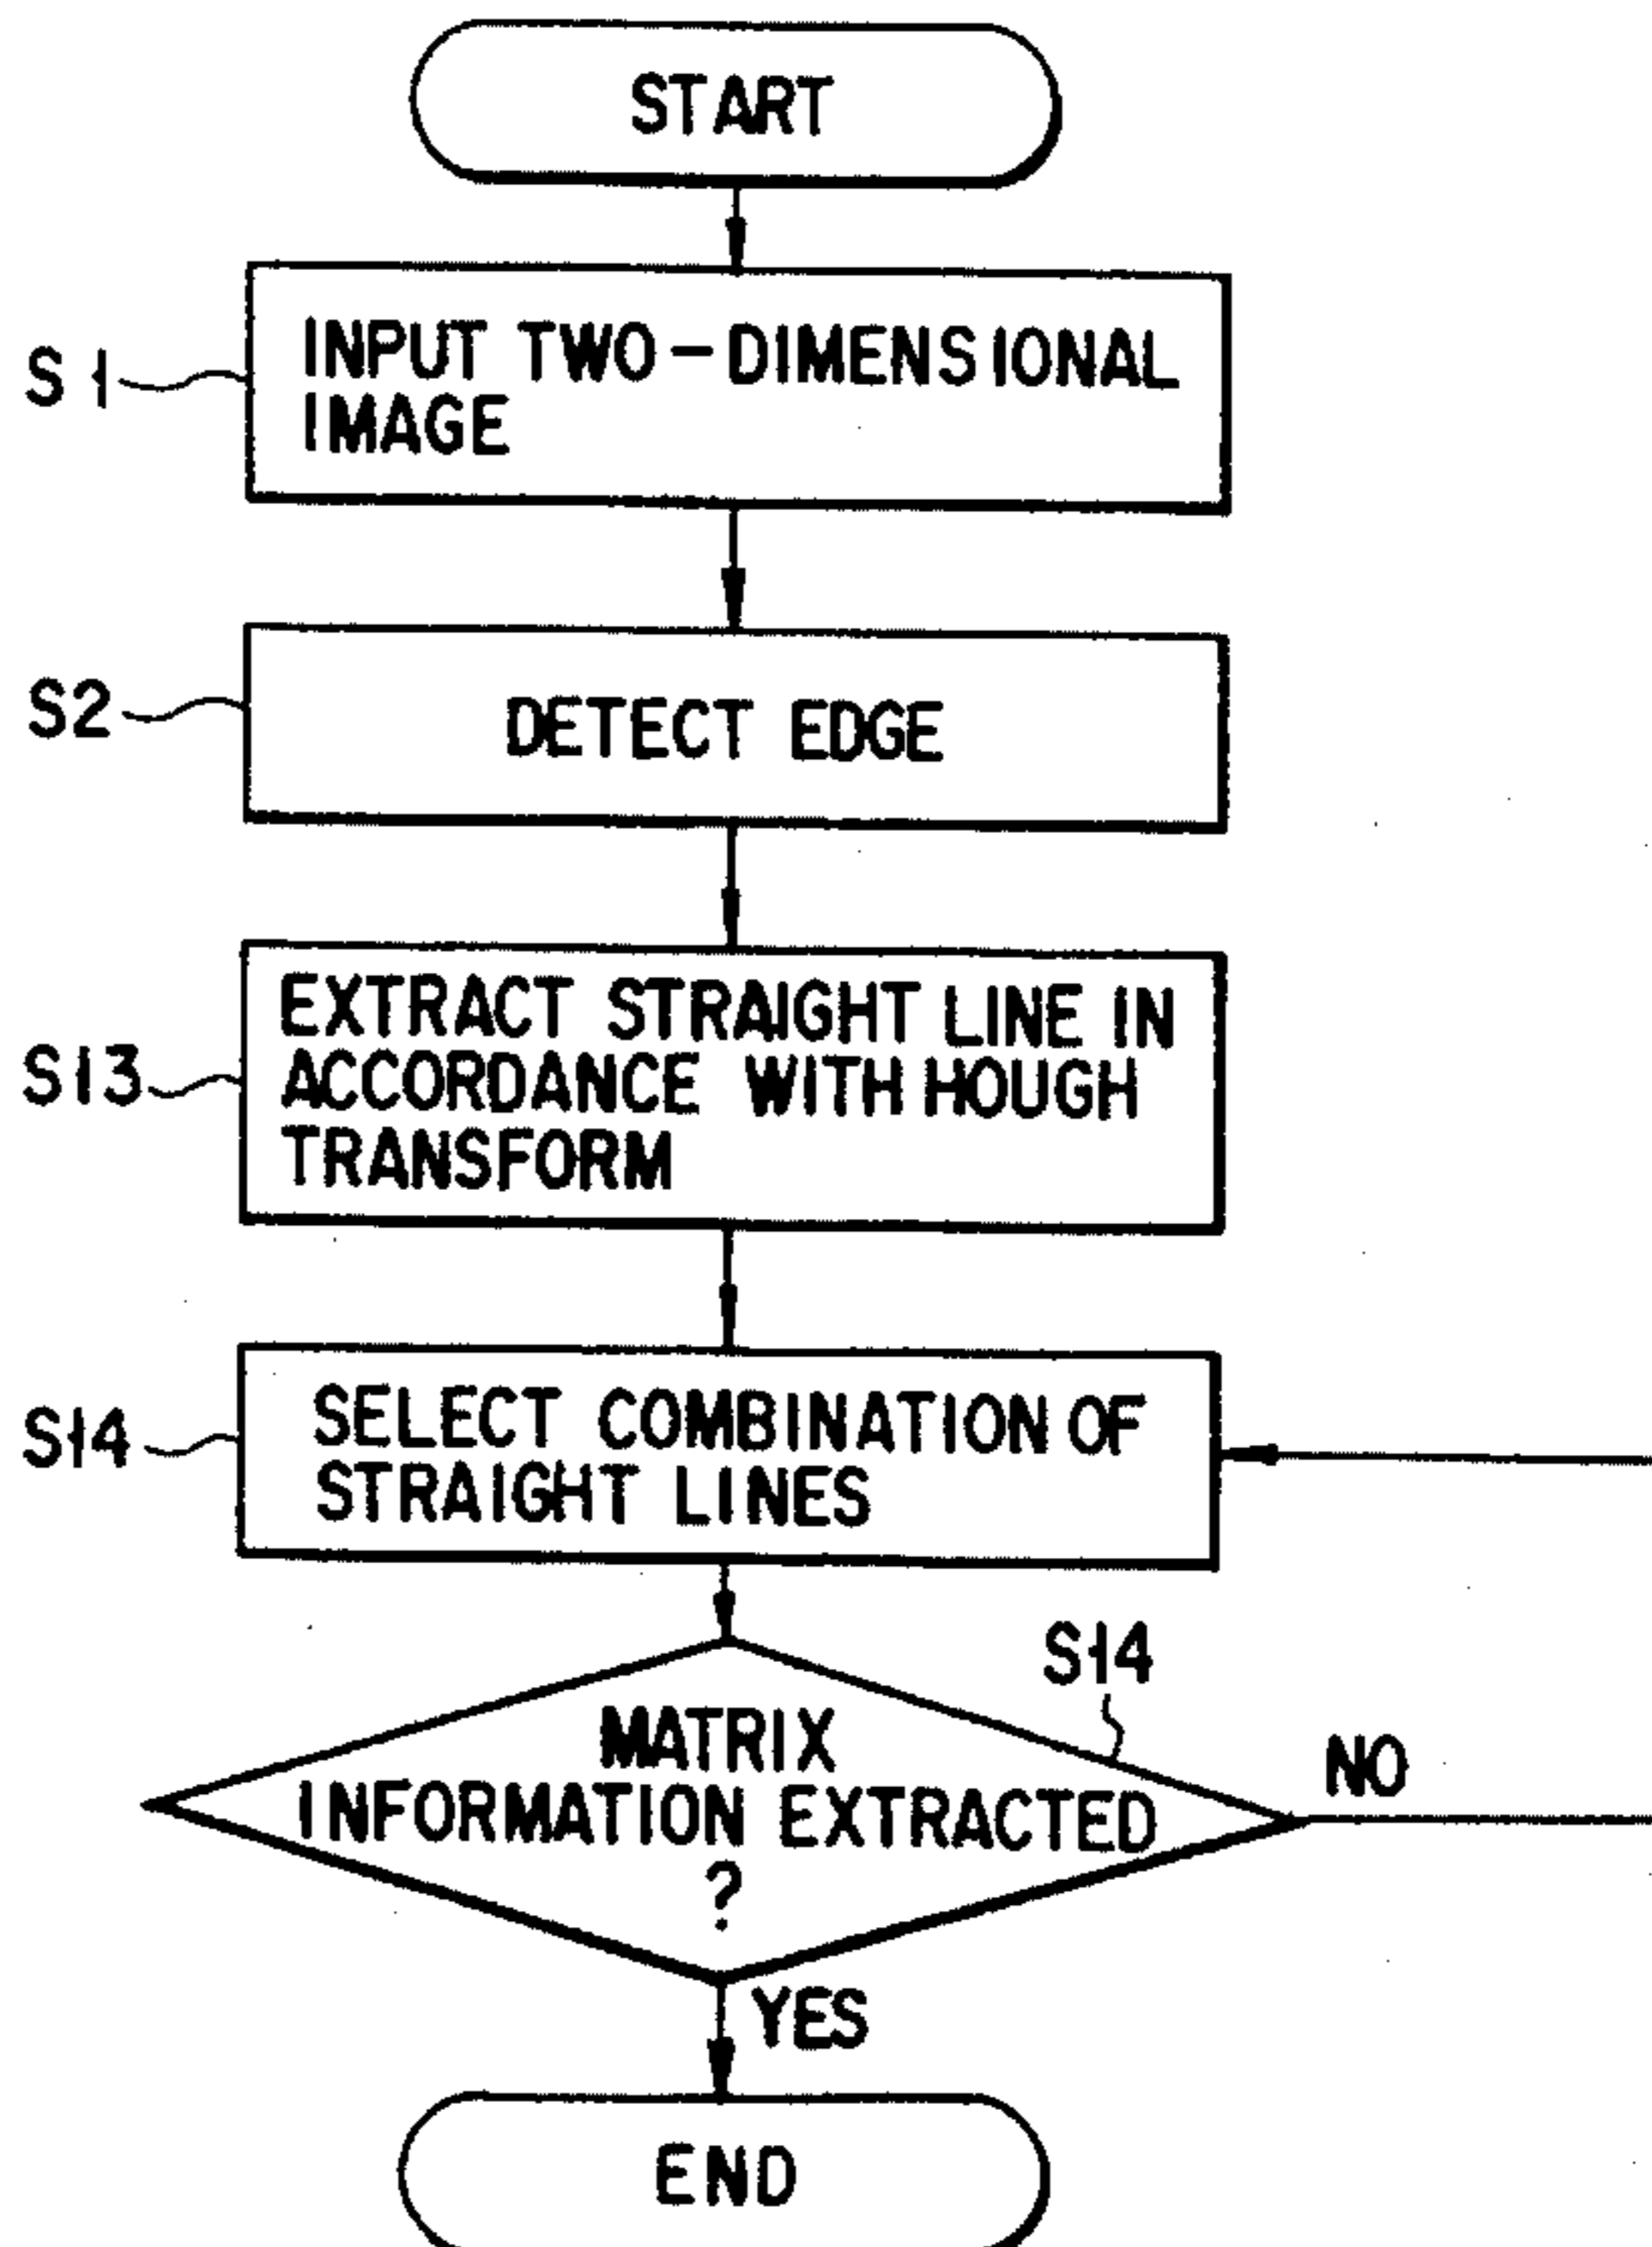 START
S1
INPUT TWO-DIMENSIONAL
IMAGE
S2
DETECT EDGE
S13
EXTRACT STRAIGHT LINE IN
ACCORDANCE WITH HOUGH
TRANSFORM
S14
SELECT COMBINATION OF
STRAIGHT LINES
S14
MATRIX
INFORMATION EXTRACTED
?
NO
YES
END